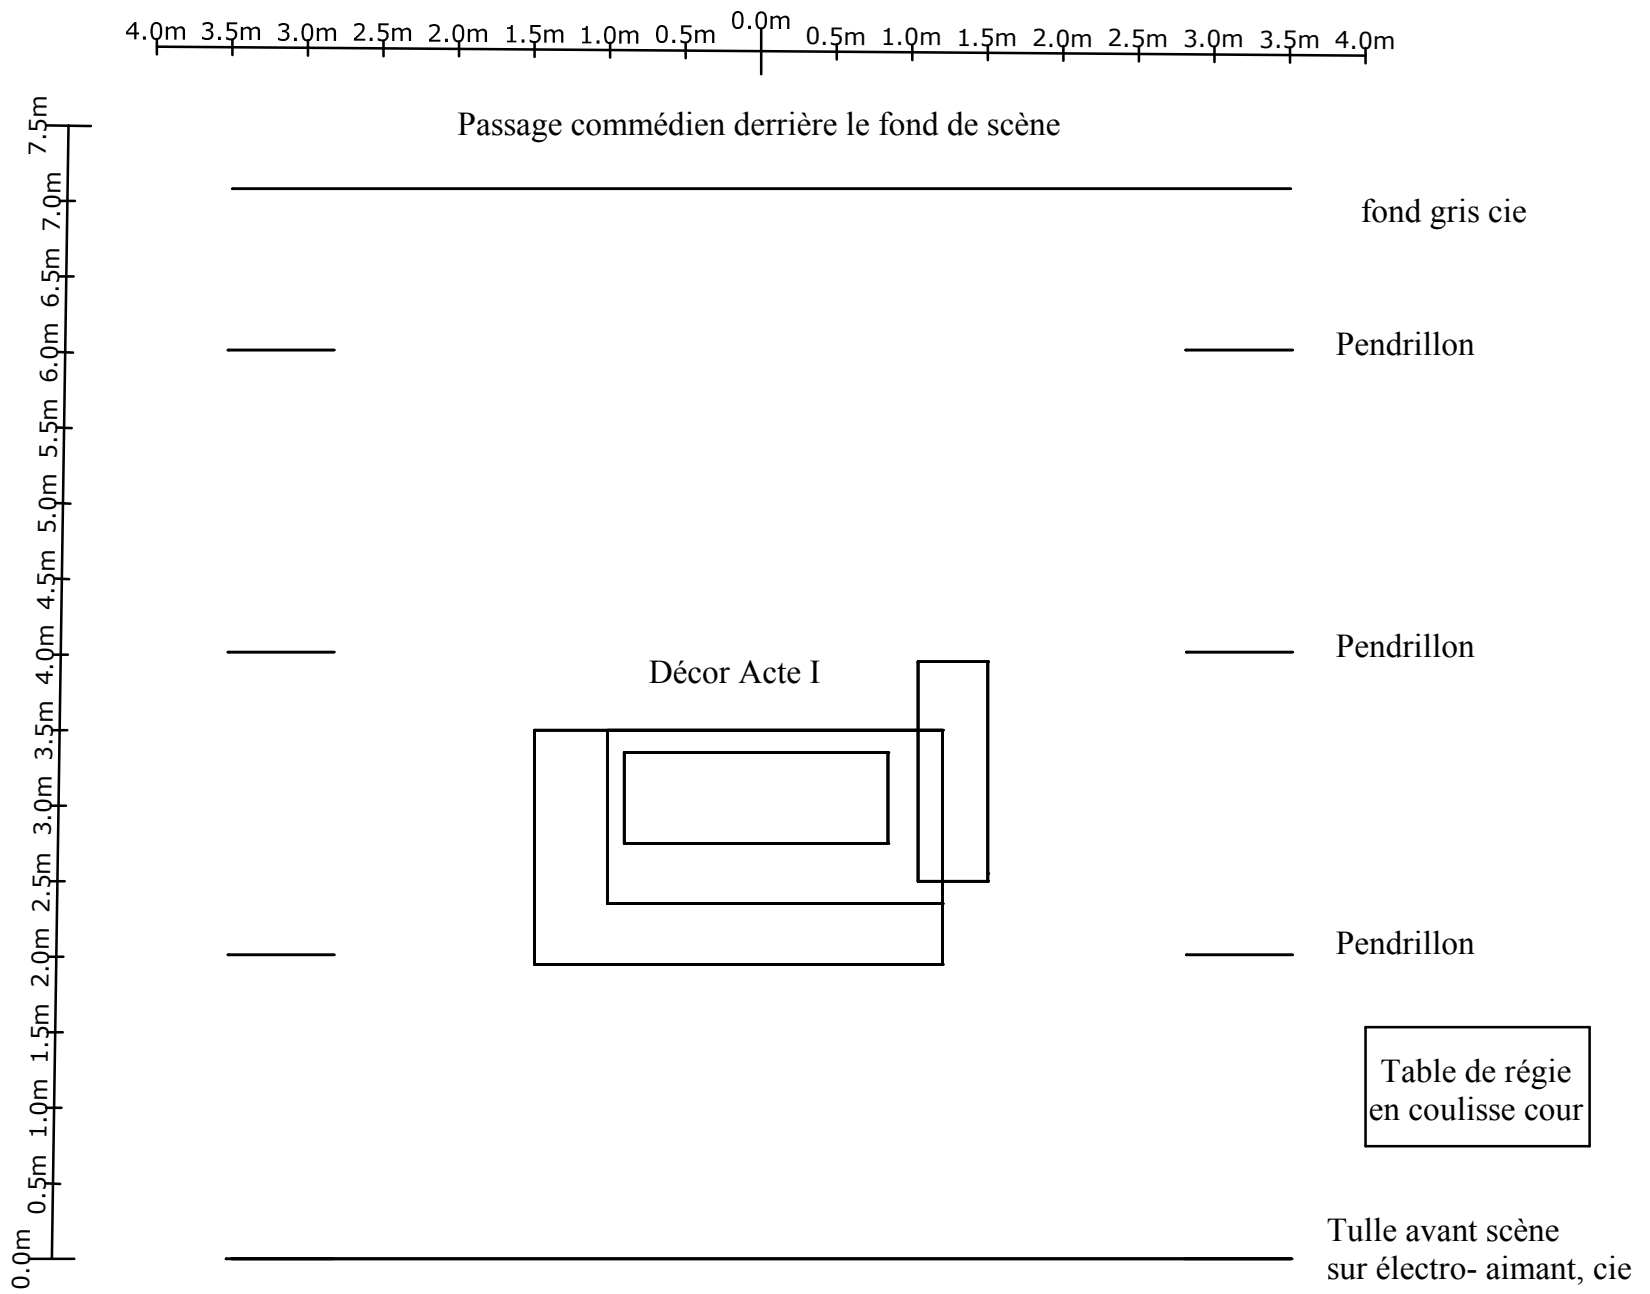 4.0m 3.5m 3.0m 2.5m 2.0m 1.5m 1.0m 0.5m 0.0m 0.5m 1.0m 1.5m 2.0m 2.5m 3.0m 3.5m 4.0m
7.5m
Passage commédien derrière le fond de scène
7.0m
fond gris cie
6.5m
6.0m
Pendrillon
5.5m
5.0m
4.5m
4.0m
Pendrillon
Décor Acte I
3.5m
3.0m
2.5m
2.0m
Pendrillon
1.5m
Table de régie
en coulisse cour
1.0m
0.5m
0.0m
Tulle avant scène
sur électro- aimant, cie